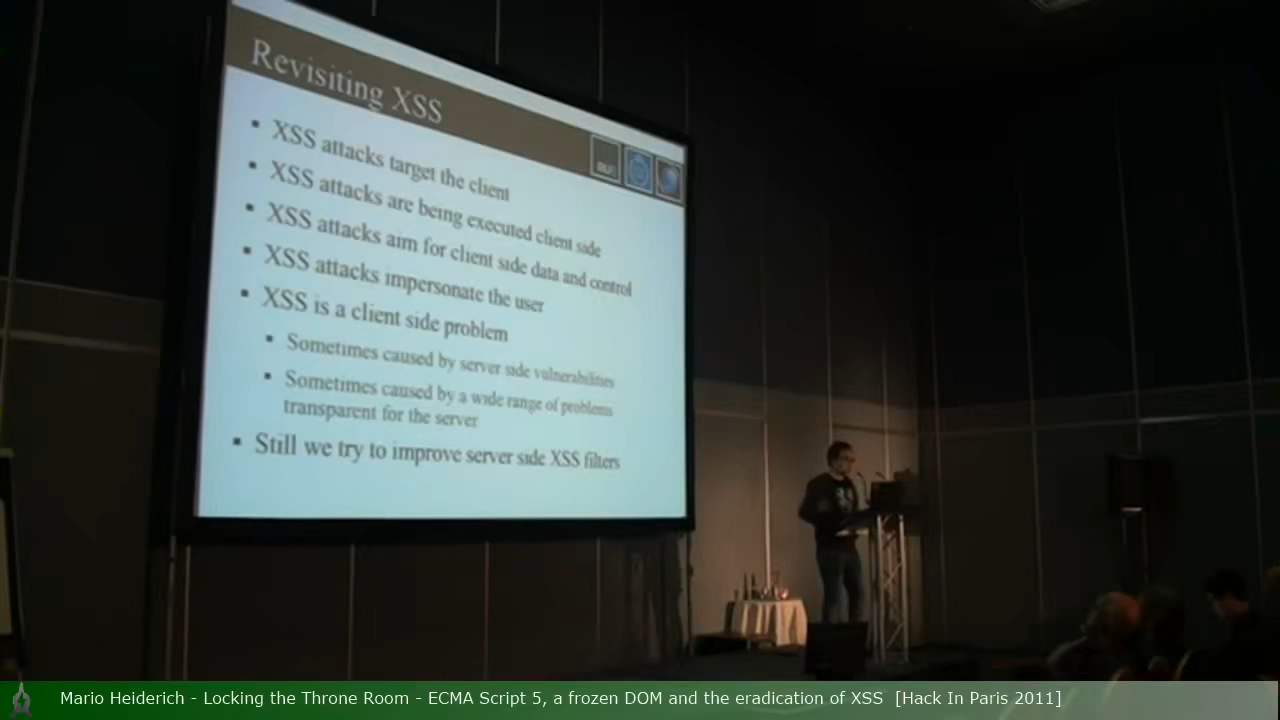 Revisiting XSS
XSS attacks target the client
XSS attacks are being executed client side
XSS attacks aim for client side data and control
XSS attacks impersonate the user
XSS is a client side problem
Sometimes caused by server side vulnerabilities
Sometimes caused by a wide range of problems
transparent for the server
Still we try to improve server side XSS filters
Mario Heiderich - Locking the Throne Room - ECMA Script 5, a frozen DOM and the eradication of XSS [Hack In Paris 2011]